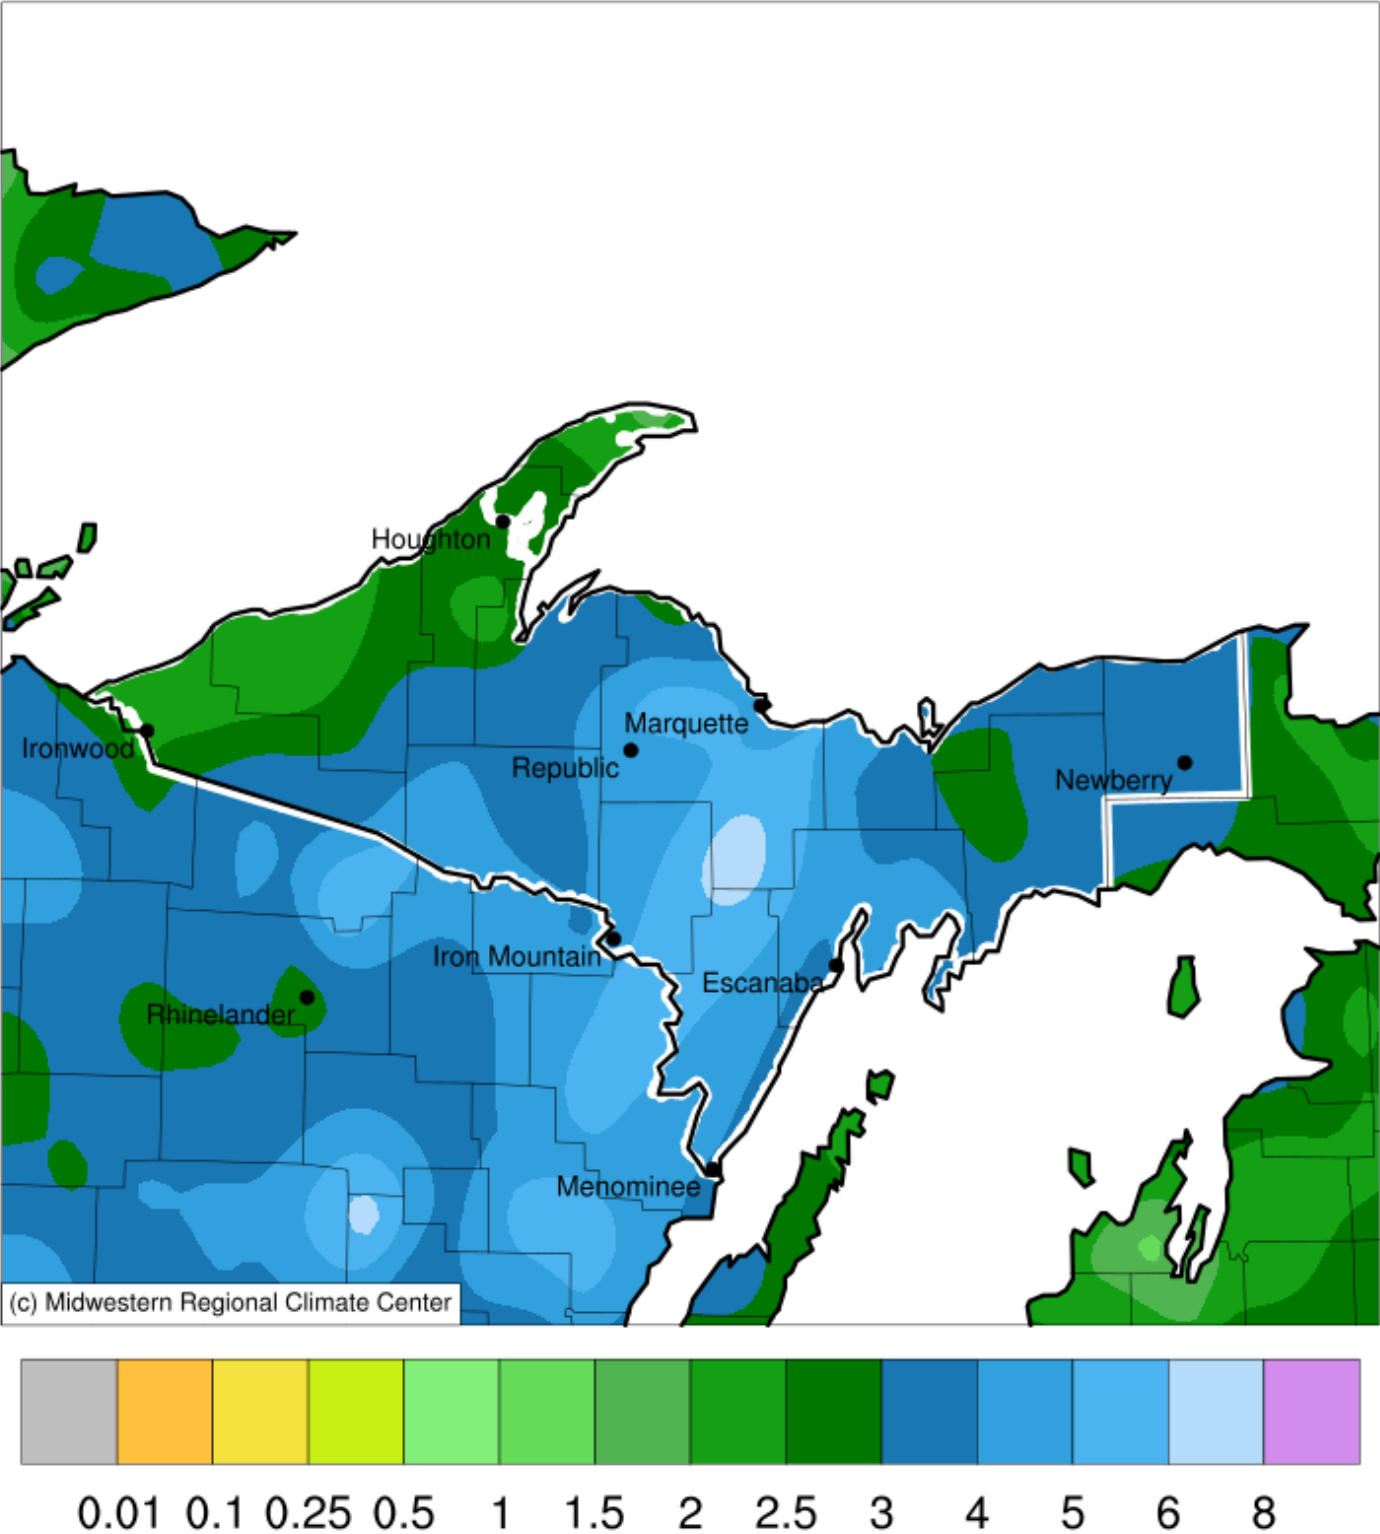 Houghton
Marquette
Ironwood
Republic
Newberry
Iron Mountain
Escanaba
Rhinelander
Menominee
(c) Midwestern Regional Climate Center
0.01 0.1 0.25 0.5 1 1.5 2 2.5 3 4 5 6 8